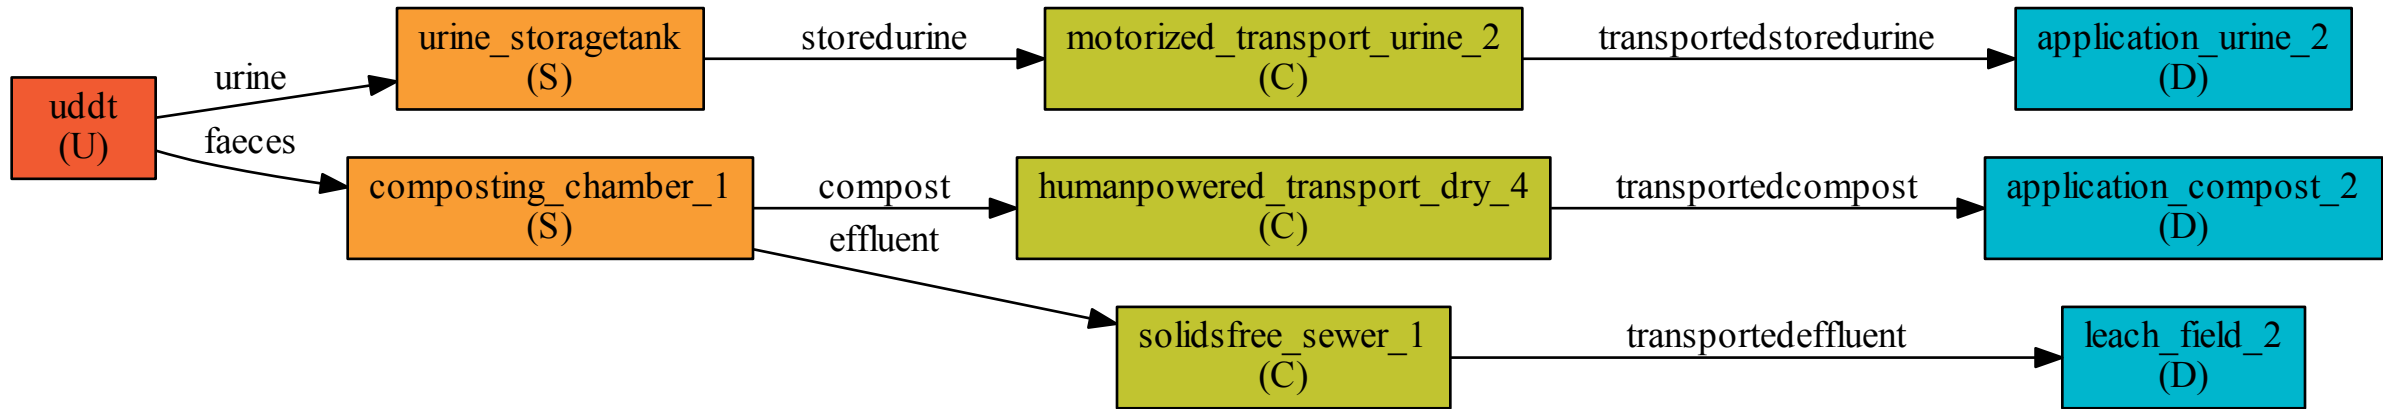 uddt
(U)
urine
faeces
urine_storagetank
(S)
storedurine
motorized_transport_urine_2
(C)
transportedstoredurine
application_urine_2
(D)
composting_chamber_1
(S)
compost
humanpowered_transport_dry_4
(C)
transportedcompost
application_compost_2
(D)
effluent
solidsfree_sewer_1
(C)
transportedeffluent
leach_field_2
(D)